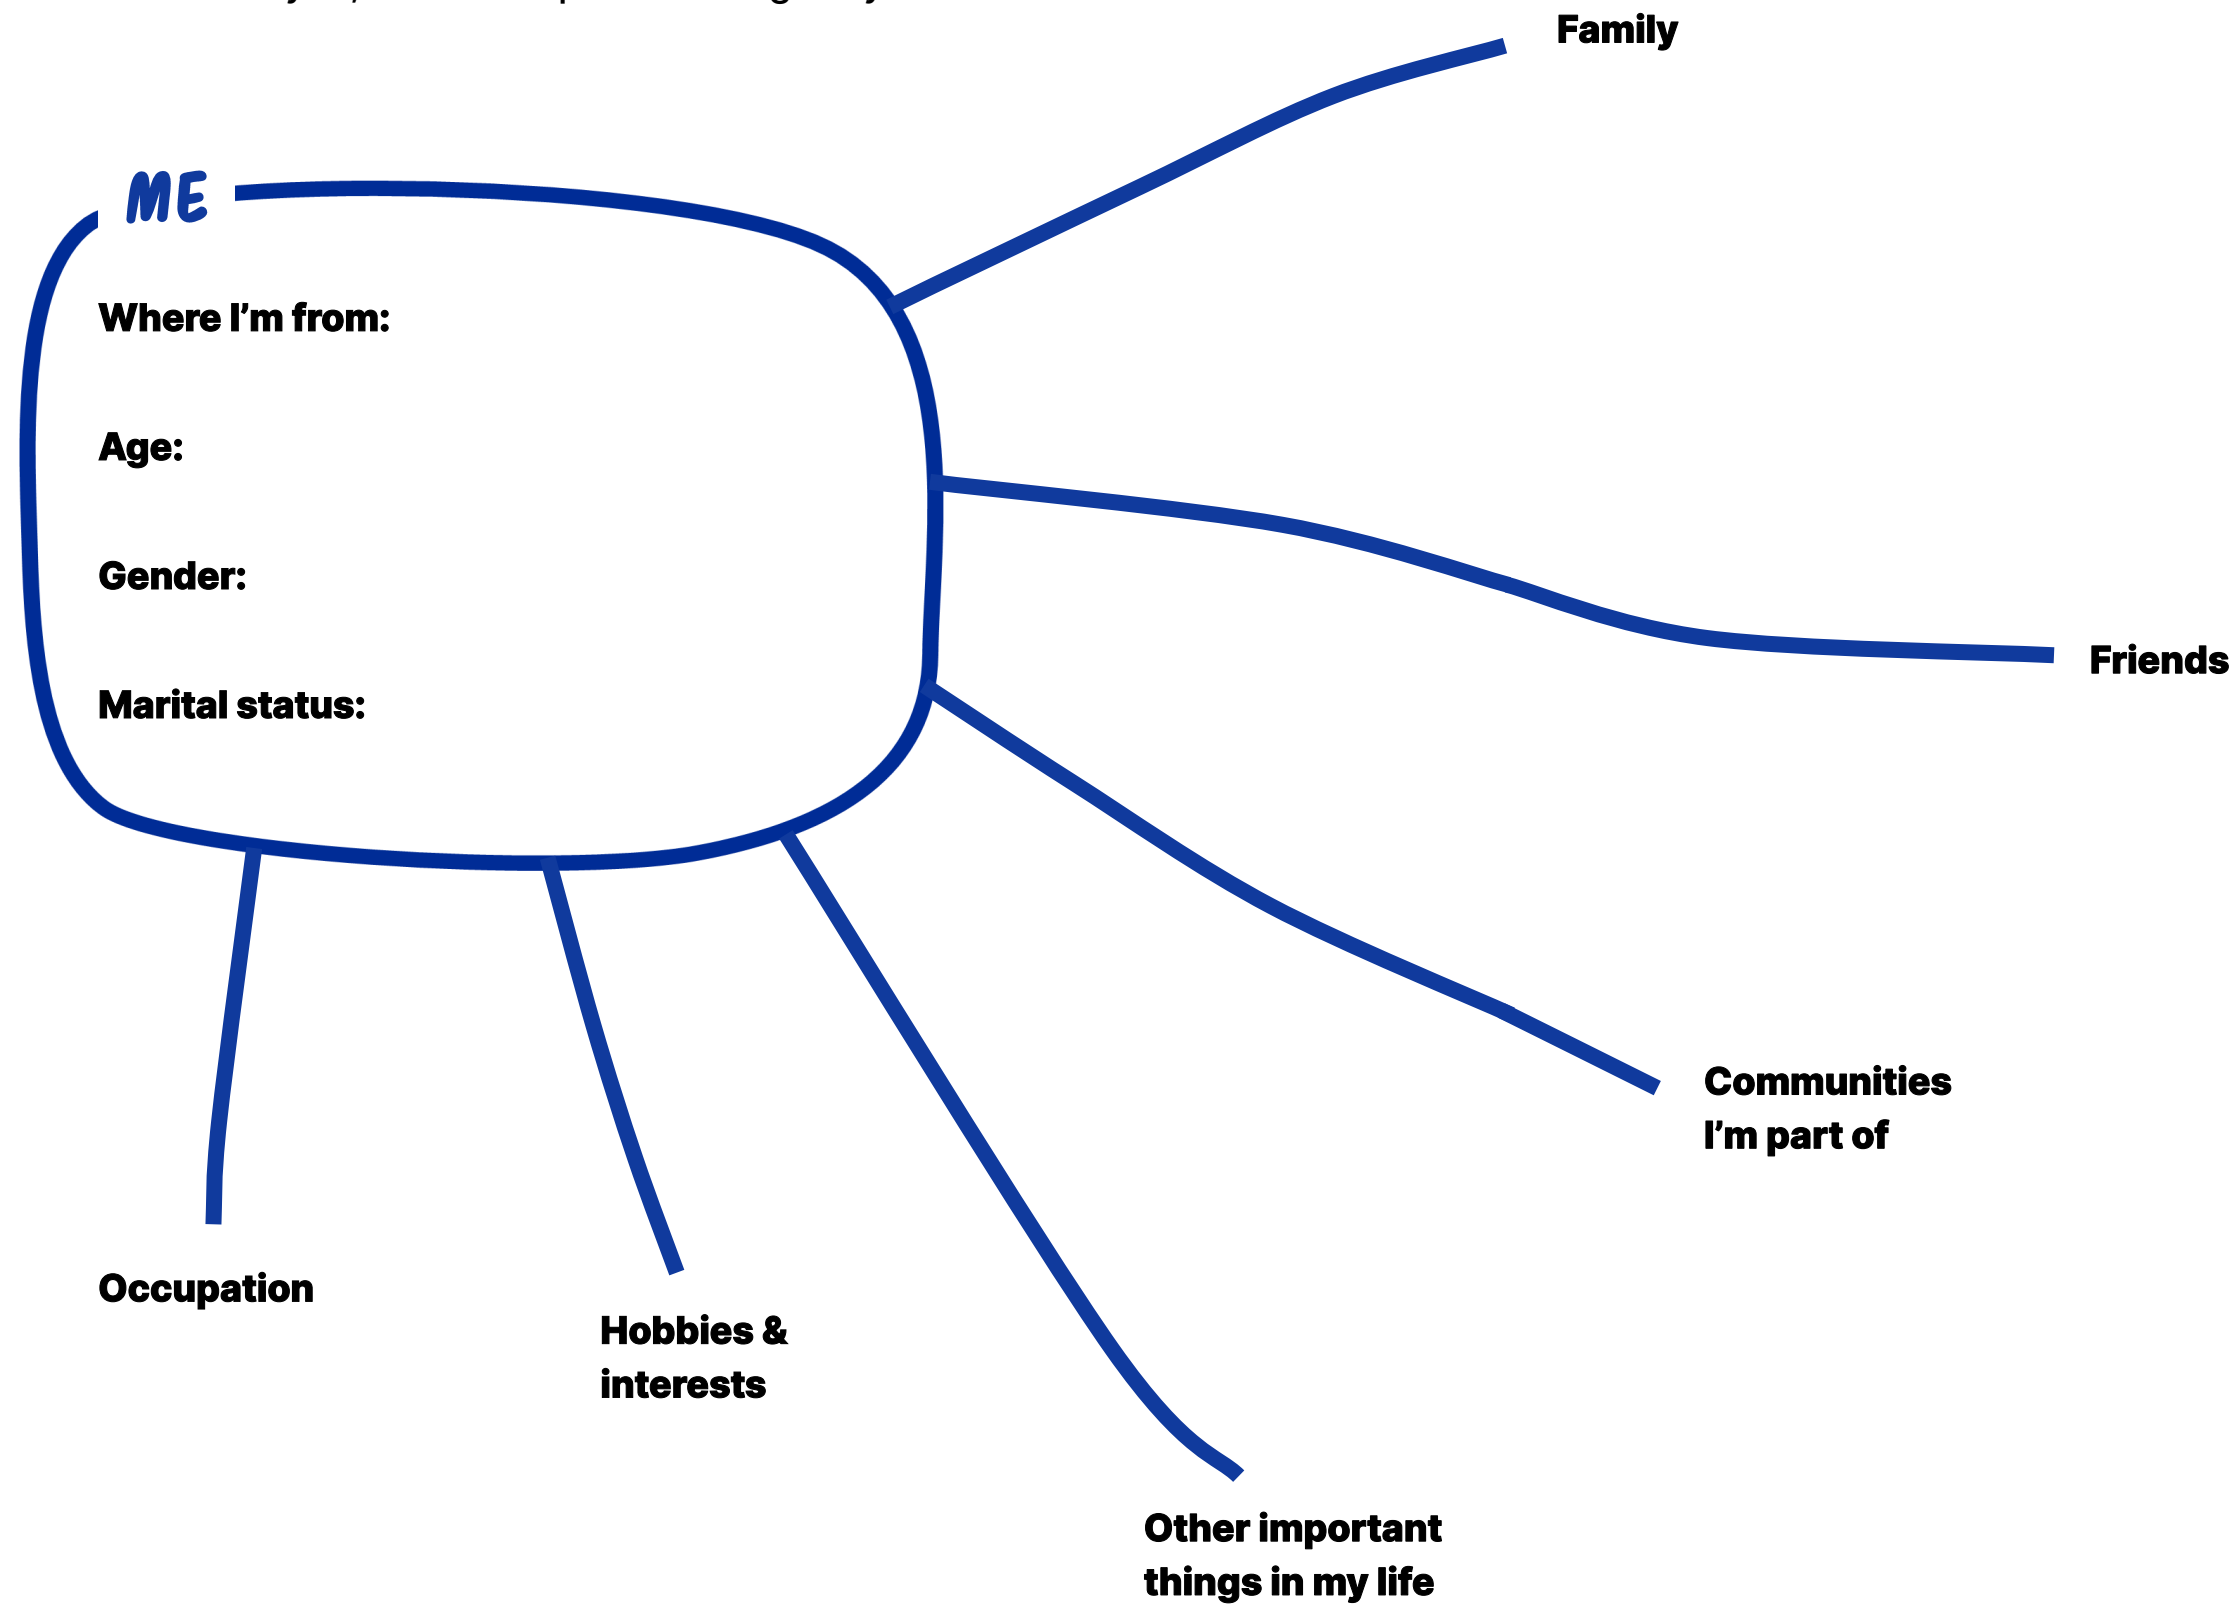 Family
ME
Where I’m from:
Age:
Gender:
Marital status:
Friends
Communities
I’m part of
Occupation
Hobbies &
interests
Other important
things in my life